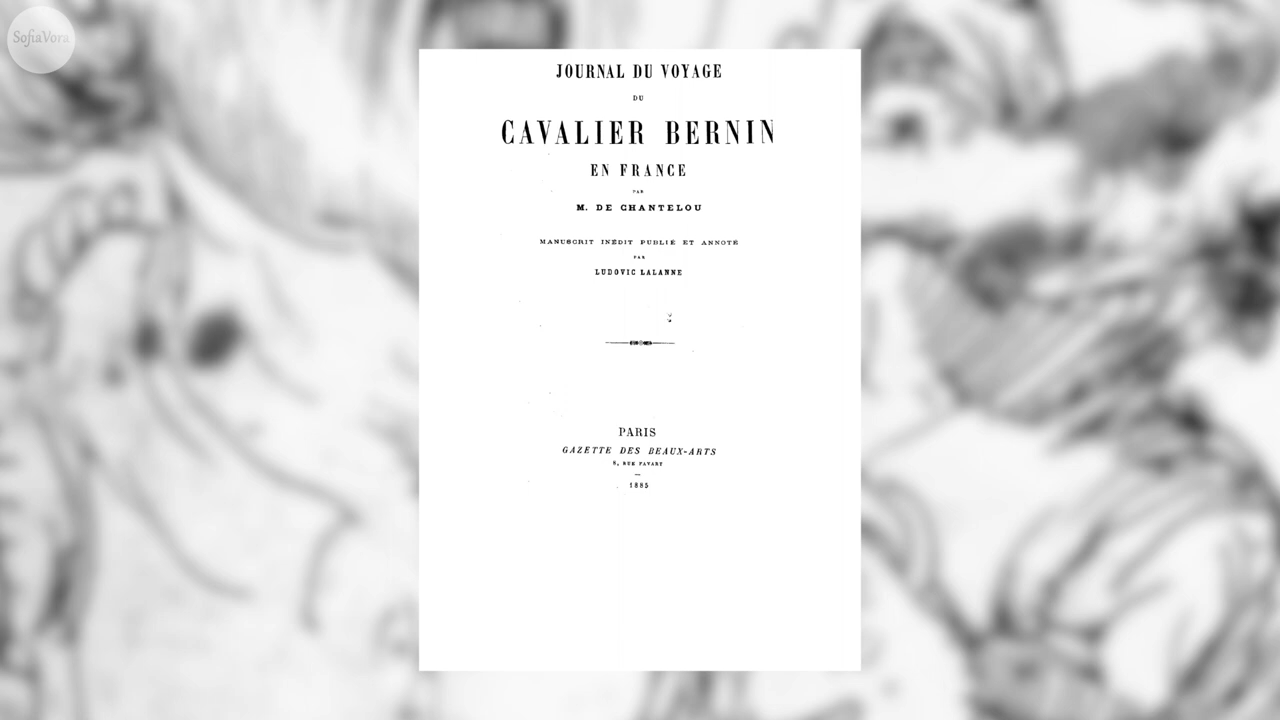 SofiaVora
JOURNAL DU VOYAGE
DU
CAVALIER BERNIN
EN FRANCE
PAR
M. DE CHANTELOU
MANUSCRIT INÉDIT PUBLIÉ ET ANNOTÉ
PAR
LUDOVIC LALANNE
PARIS
GAZETTE DES BEAUX-ARTS
8, RUE FAVART
1885